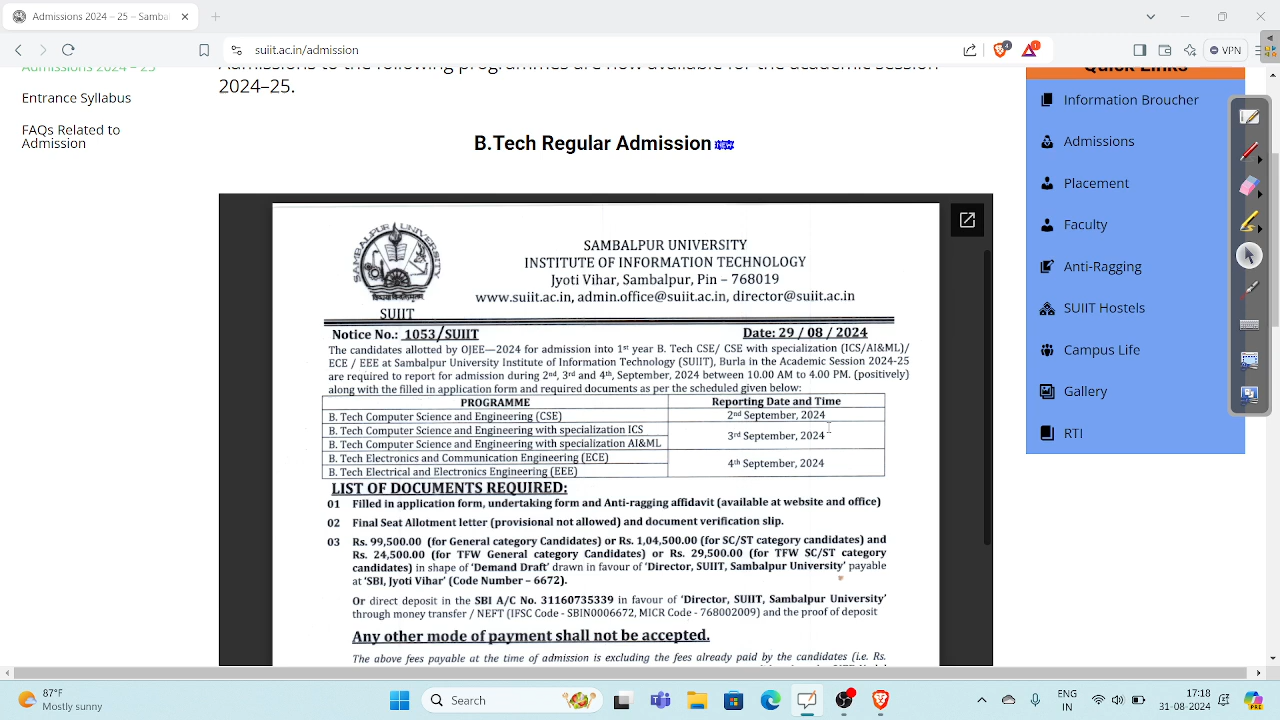 2024-25 Admission – Samba
suiit.ac.in/admission
4
1
VPN
Admissions 2024 – 25
Entrance Syllabus
FAQs Related to
Admission
2024–25.
B.Tech Regular Admission NEW
SAMBALPUR UNIVERSITY
INSTITUTE OF INFORMATION TECHNOLOGY
Jyoti Vihar, Sambalpur, Pin – 768019
www.suiit.ac.in, admin.office@suiit.ac.in, director@suiit.ac.in
SAMBALPUR UNIVERSITY
SUIIT
Notice No.: 1053/SUIIT Date: 29 / 08 / 2024
The candidates allotted by OJEE—2024 for admission into 1st year B. Tech CSE/ CSE with specialization (ICS/AI&ML)/
ECE / EEE at Sambalpur University Institute of Information Technology (SUIIT), Burla in the Academic Session 2024-25
are required to report for admission during 2nd, 3rd and 4th, September, 2024 between 10.00 AM to 4.00 PM. (positively)
along with the filled in application form and required documents as per the scheduled given below:
PROGRAMME Reporting Date and Time
B. Tech Computer Science and Engineering (CSE) 2nd September, 2024
B. Tech Computer Science and Engineering with specialization ICS
B. Tech Computer Science and Engineering with specialization AI&ML 3rd September, 2024
B. Tech Electronics and Communication Engineering (ECE)
B. Tech Electrical and Electronics Engineering (EEE) 4th September, 2024
LIST OF DOCUMENTS REQUIRED:
01 Filled in application form, undertaking form and Anti-ragging affidavit (available at website and office)
02 Final Seat Allotment letter (provisional not allowed) and document verification slip.
03 Rs. 99,500.00 (for General category Candidates) or Rs. 1,04,500.00 (for SC/ST category candidates) and
Rs. 24,500.00 (for TFW General category Candidates) or Rs. 29,500.00 (for TFW SC/ST category
candidates) in shape of 'Demand Draft' drawn in favour of 'Director, SUIIT, Sambalpur University' payable
at 'SBI, Jyoti Vihar' (Code Number – 6672).
Or direct deposit in the SBI A/C No. 31160735339 in favour of 'Director, SUIIT, Sambalpur University'
through money transfer / NEFT (IFSC Code - SBIN0006672, MICR Code - 768002009) and the proof of deposit
Any other mode of payment shall not be accepted.
The above fees payable at the time of admission is excluding the fees already paid by the candidates (i.e. Rs.
Quick Links
Information Broucher
Admissions
Placement
Faculty
Anti-Ragging
SUIIT Hostels
Campus Life
Gallery
RTI
87°F
Mostly sunny
Search
ENG
IN
17:18
31-08-2024